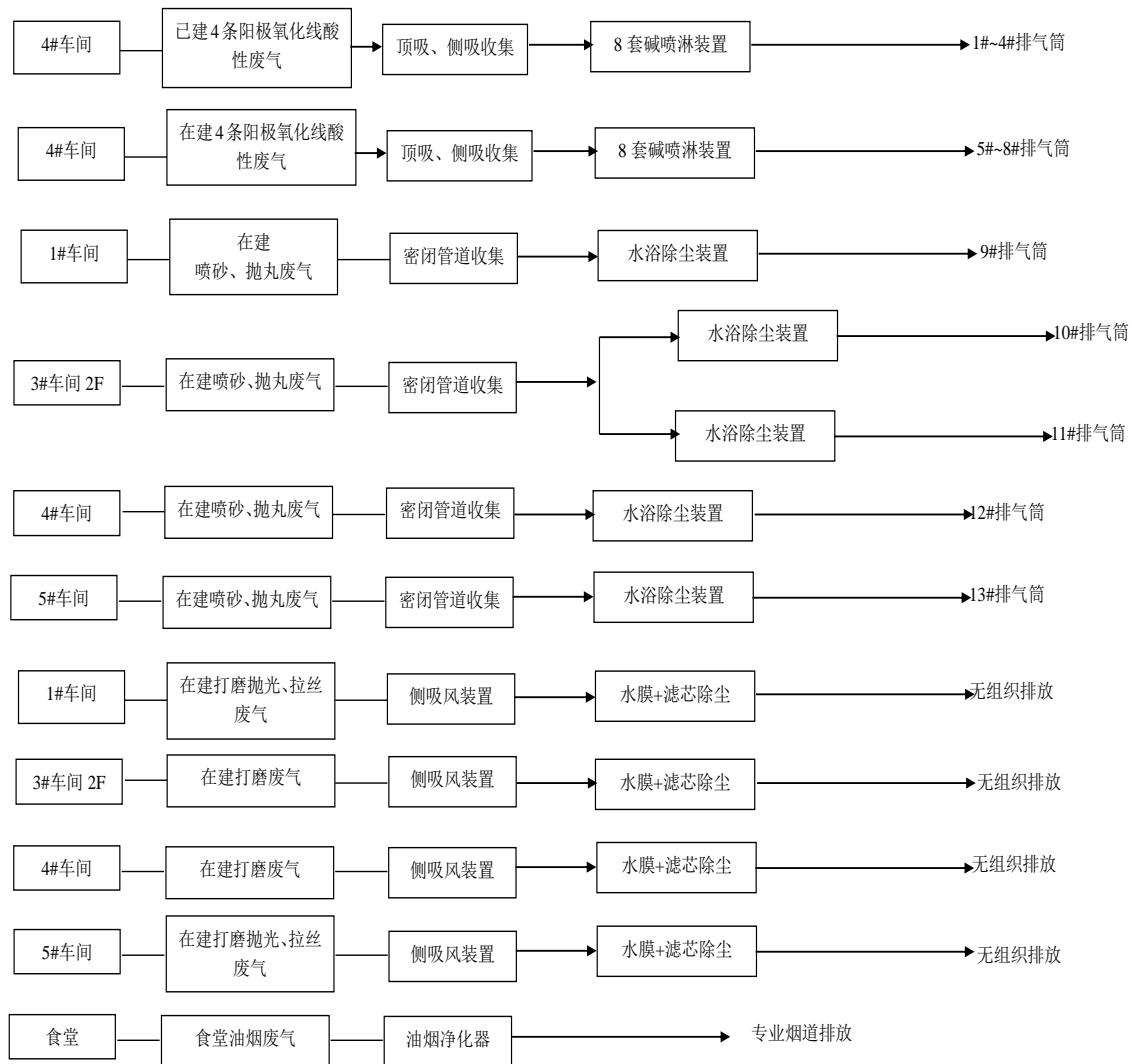 4#车间
已建4条阳极氧化线酸
性废气
顶吸、侧吸收集
8 套碱喷淋装置
1#~4#排气筒
4#车间
在建4条阳极氧化线酸
性废气
顶吸、侧吸收集
8 套碱喷淋装置
5#~8#排气筒
1#车间
在建
喷砂、抛丸废气
密闭管道收集
水浴除尘装置
9#排气筒
3#车间 2F
在建喷砂、抛丸废气
密闭管道收集
水浴除尘装置
10#排气筒
水浴除尘装置
11#排气筒
4#车间
在建喷砂、抛丸废气
密闭管道收集
水浴除尘装置
12#排气筒
5#车间
在建喷砂、抛丸废气
密闭管道收集
水浴除尘装置
13#排气筒
1#车间
在建打磨抛光、拉丝
废气
侧吸风装置
水膜+滤芯除尘
无组织排放
3#车间 2F
在建打磨废气
侧吸风装置
水膜+滤芯除尘
无组织排放
4#车间
在建打磨废气
侧吸风装置
水膜+滤芯除尘
无组织排放
5#车间
在建打磨抛光、拉丝
废气
侧吸风装置
水膜+滤芯除尘
无组织排放
食堂
食堂油烟废气
油烟净化器
专业烟道排放